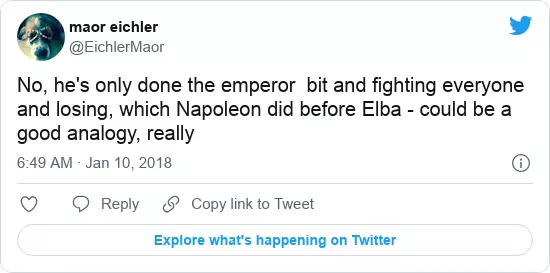 maor eichler
@EichlerMaor
No, he's only done the emperor  bit and fighting everyone
and losing, which Napoleon did before Elba - could be a
good analogy, really
6:49 AM · Jan 10, 2018
Reply
Copy link to Tweet
Explore what's happening on Twitter